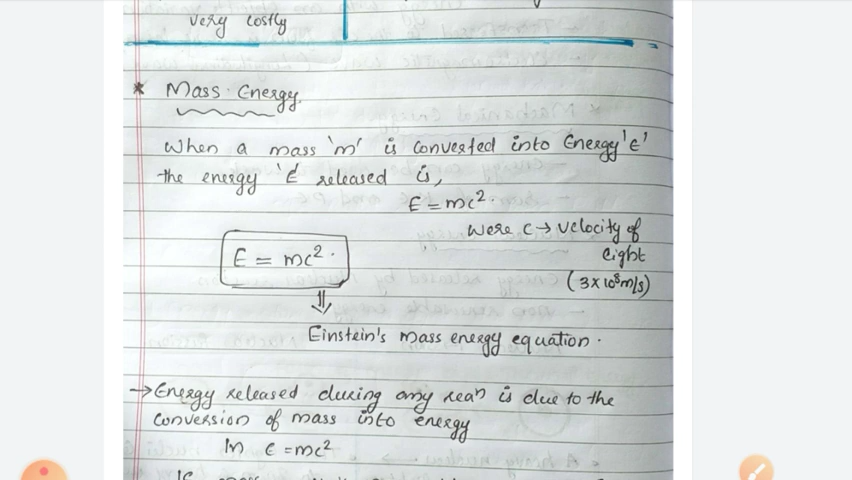 very costly
* Mass Energy
When a mass 'm' is converted into Energy 'E'
the energy 'E' released is,
E = mc².
Were c → velocity of
light
(3×10⁸m/s)
E = mc².
⇓
Einstein's mass energy equation.
→ Energy released during any reaⁿ is due to the
conversion of mass into energy
In E = mc²